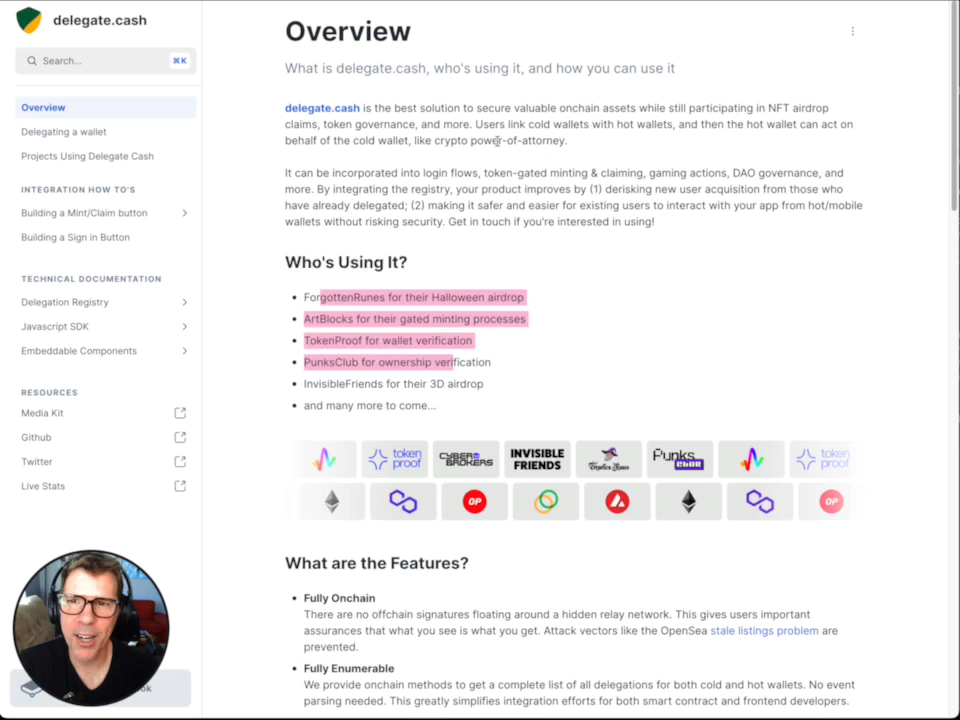 delegate.cash
Search...
⌘K
Overview
Delegating a wallet
Projects Using Delegate Cash
INTEGRATION HOW TO'S
Building a Mint/Claim button
Building a Sign in Button
TECHNICAL DOCUMENTATION
Delegation Registry
Javascript SDK
Embeddable Components
RESOURCES
Media Kit
Github
Twitter
Live Stats
Overview
What is delegate.cash, who's using it, and how you can use it
delegate.cash is the best solution to secure valuable onchain assets while still participating in NFT airdrop
claims, token governance, and more. Users link cold wallets with hot wallets, and then the hot wallet can act on
behalf of the cold wallet, like crypto power-of-attorney.
It can be incorporated into login flows, token-gated minting & claiming, gaming actions, DAO governance, and
more. By integrating the registry, your product improves by (1) derisking new user acquisition from those who
have already delegated; (2) making it safer and easier for existing users to interact with your app from hot/mobile
wallets without risking security. Get in touch if you're interested in using!
Who's Using It?
• ForgottenRunes for their Halloween airdrop
• ArtBlocks for their gated minting processes
• TokenProof for wallet verification
• PunksClub for ownership verification
• InvisibleFriends for their 3D airdrop
• and many more to come...
token proof
CYBER BROKERS
INVISIBLE FRIENDS
Punks Club
token proof
OP
OP
What are the Features?
• Fully Onchain
There are no offchain signatures floating around a hidden relay network. This gives users important
assurances that what you see is what you get. Attack vectors like the OpenSea stale listings problem are
prevented.
• Fully Enumerable
We provide onchain methods to get a complete list of all delegations for both cold and hot wallets. No event
parsing needed. This greatly simplifies integration efforts for both smart contract and frontend developers.